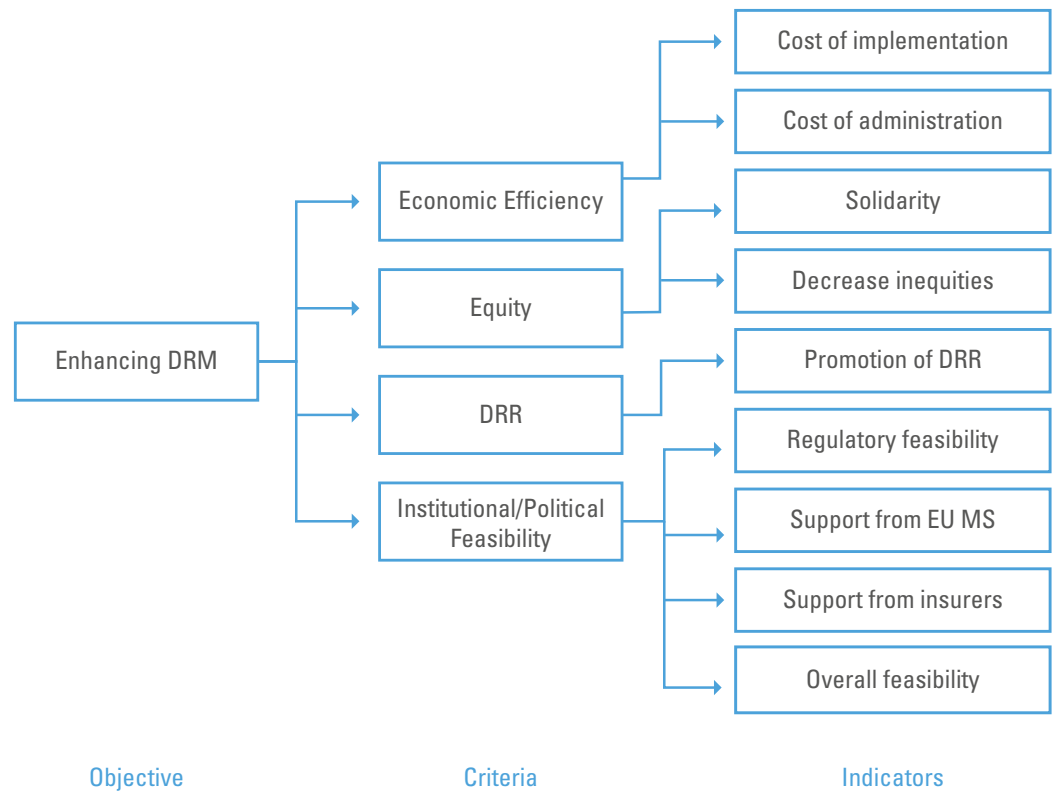 Enhancing DRM
Economic Efficiency
Equity
DRR
Institutional/Political
Feasibility
Cost of implementation
Cost of administration
Solidarity
Decrease inequities
Promotion of DRR
Regulatory feasibility
Support from EU MS
Support from insurers
Overall feasibility
Objective
Criteria
Indicators